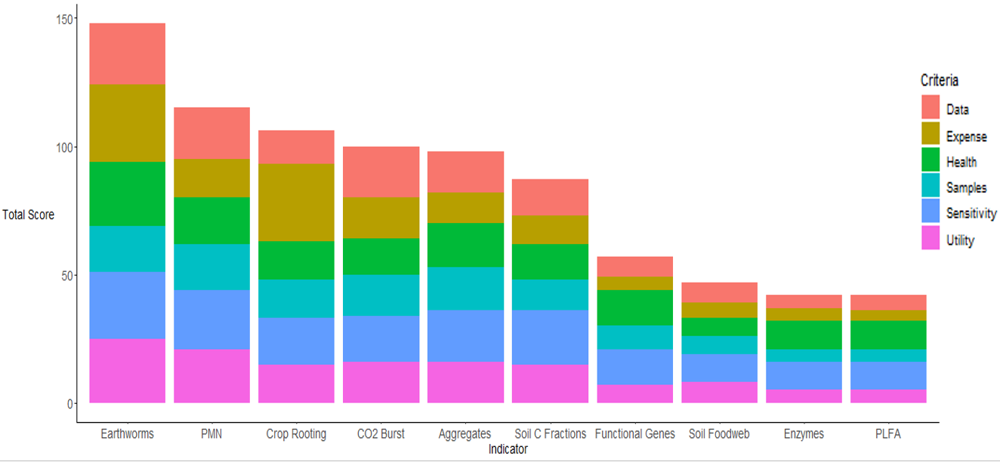 150
100
50
0
Total Score
Earthworms PMN Crop Rooting CO2 Burst Aggregates Soil C Fractions Functional Genes Soil Foodweb Enzymes PLFA
Indicator
Criteria
Data
Expense
Health
Samples
Sensitivity
Utility